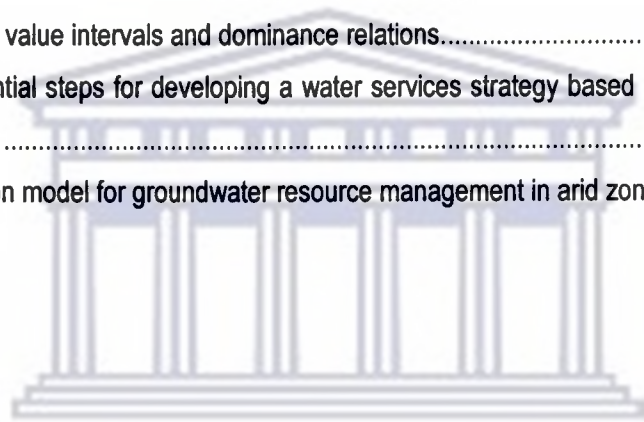 value intervals and dominance relations..............................
ntial steps for developing a water services strategy based
................................................................................................
n model for groundwater resource management in arid zon